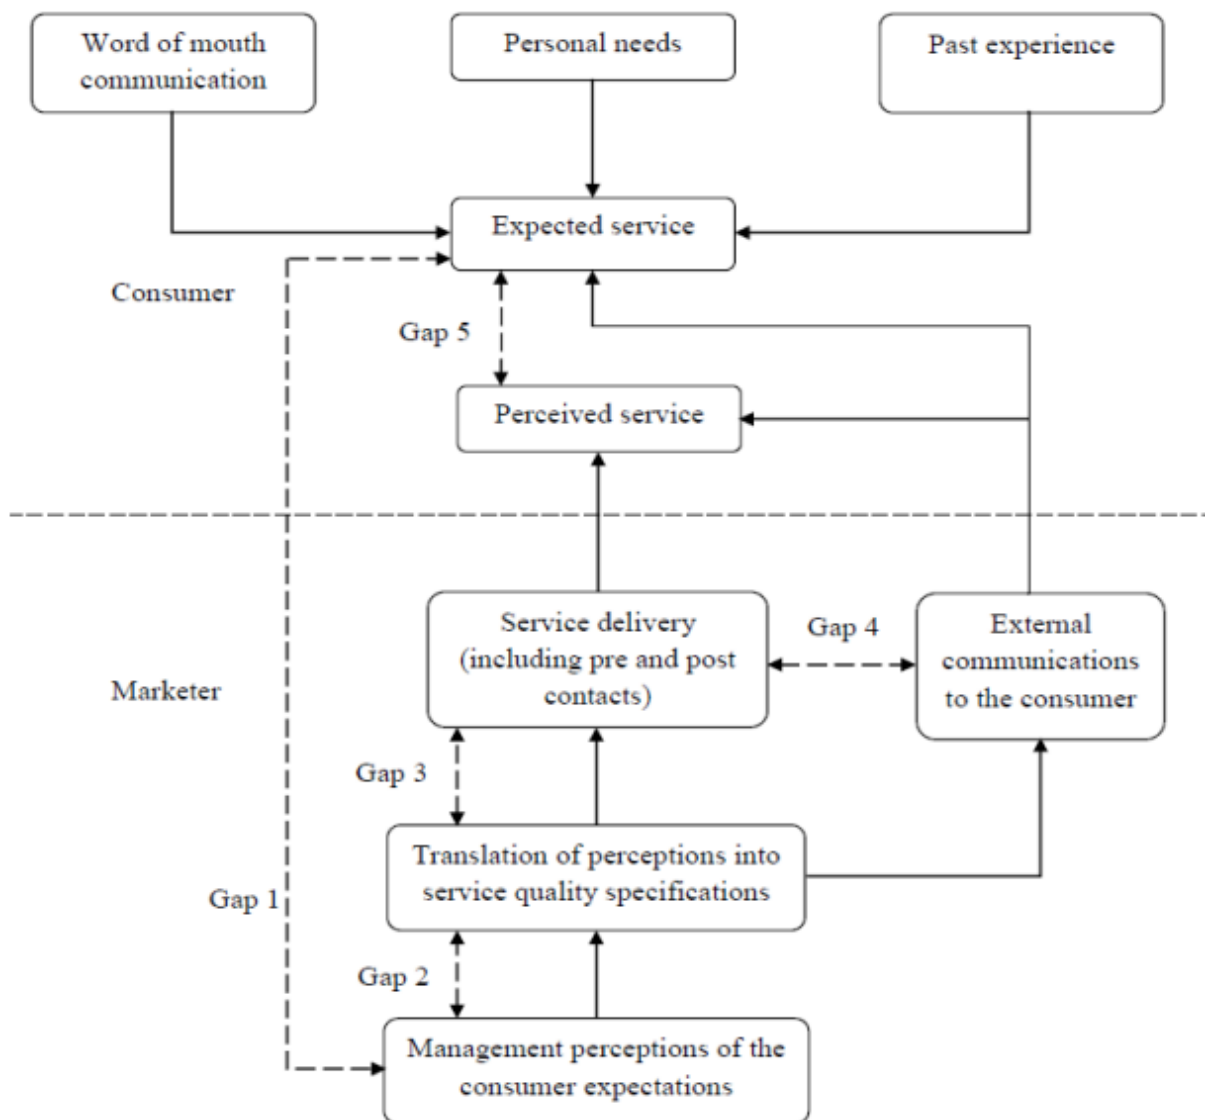 Word of mouth
communication
Personal needs
Past experience
Expected service
Consumer
Gap 5
Perceived service
Service delivery
(including pre and post
contacts)
Gap 4
External
communications
to the consumer
Marketer
Gap 3
Translation of perceptions into
service quality specifications
Gap 1
Gap 2
Management perceptions of the
consumer expectations